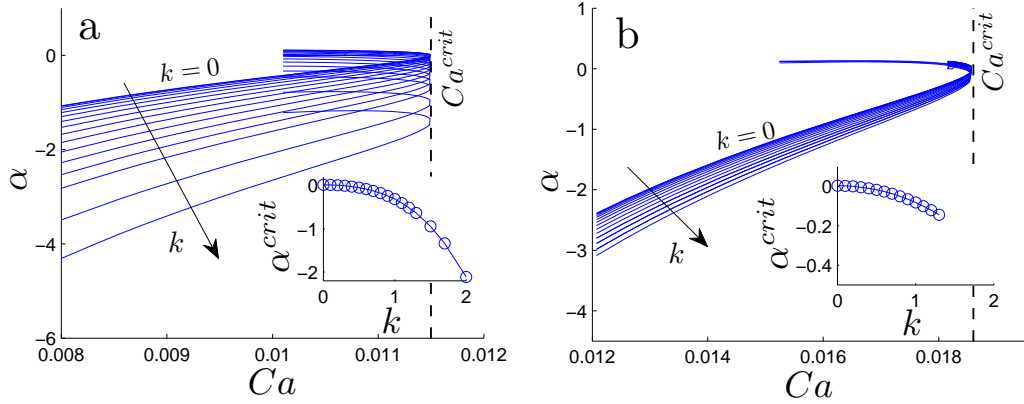 a
α
0
−2
−4
−6
k = 0
k
Ca^{crit}
0.008
0.009
0.01
0.011
0.012
Ca
α^{crit}
0
−1
−2
0
1
2
k
b
α
1
0
−1
−2
−3
−4
k = 0
k
Ca^{crit}
0.012
0.014
0.016
0.018
Ca
α^{crit}
0
−0.2
−0.4
0
1
2
k